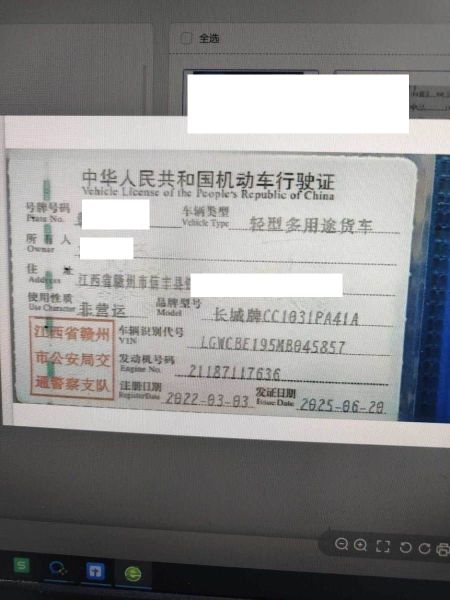 全选
中华人民共和国机动车行驶证
Vehicle License of the People's Republic of China
号牌号码
Plate No.
车辆类型
Vehicle Type
轻型多用途货车
所 有 人
Owner
住 址
Address
江西省赣州市信丰县
使用性质
Use Character
非营运
品牌型号
Model
长城牌CC1031PA41A
江西省赣州
市公安局交
通警察支队
车辆识别代号
VIN
LGWCBE195MB045857
发动机号码
Engine No.
21187117636
注册日期
Register Date
2022-03-03
发证日期
Issue Date
2025-06-20